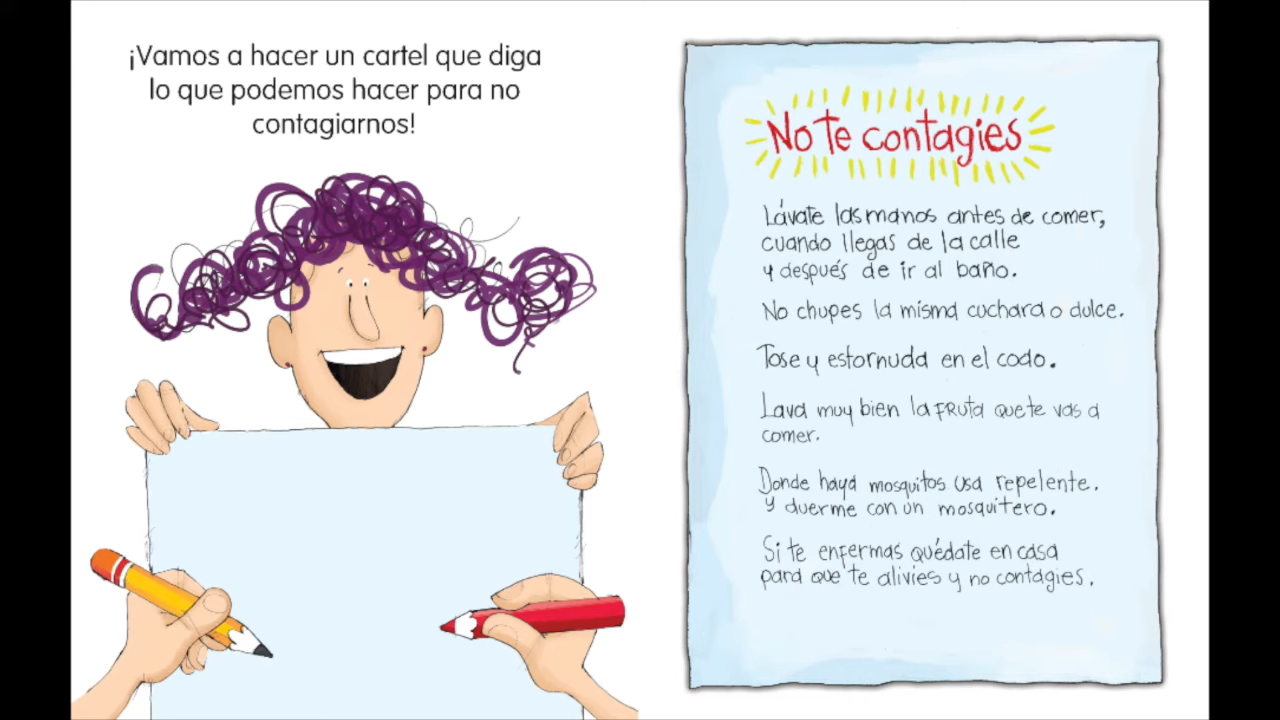 ¡Vamos a hacer un cartel que diga
lo que podemos hacer para no
contagiarnos!
No te contagies
Lávate las manos antes de comer,
cuando llegas de la calle
y después de ir al baño.
No chupes la misma cuchara o dulce.
Tose y estornuda en el codo.
Lava muy bien la FRUTA que te vas a
comer.
Donde haya mosquitos usa repelente.
y duerme con un mosquitero.
Si te enfermas quédate en casa
para que te alivies y no contagies.